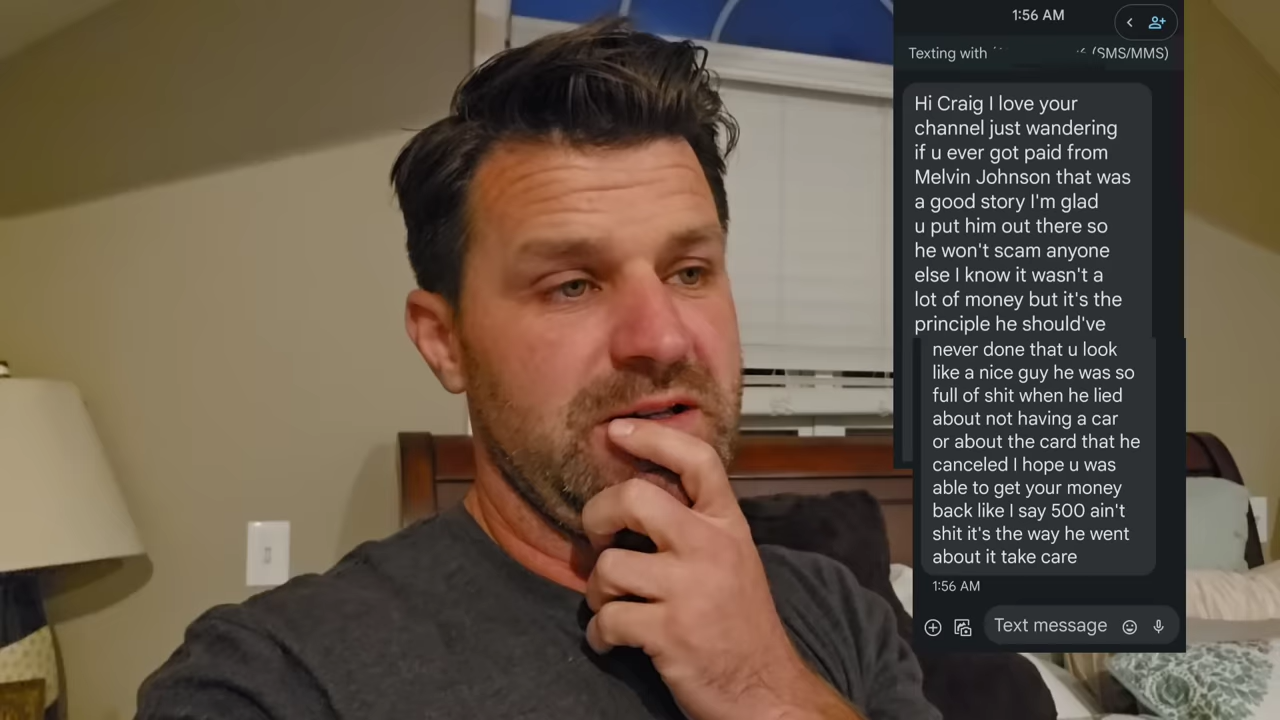 1:56 AM
Texting with (SMS/MMS)
Hi Craig I love your
channel just wandering
if u ever got paid from
Melvin Johnson that was
a good story I'm glad
u put him out there so
he won't scam anyone
else I know it wasn't a
lot of money but it's the
principle he should've
never done that u look
like a nice guy he was so
full of shit when he lied
about not having a car
or about the card that he
canceled I hope u was
able to get your money
back like I say 500 ain't
shit it's the way he went
about it take care
1:56 AM
Text message